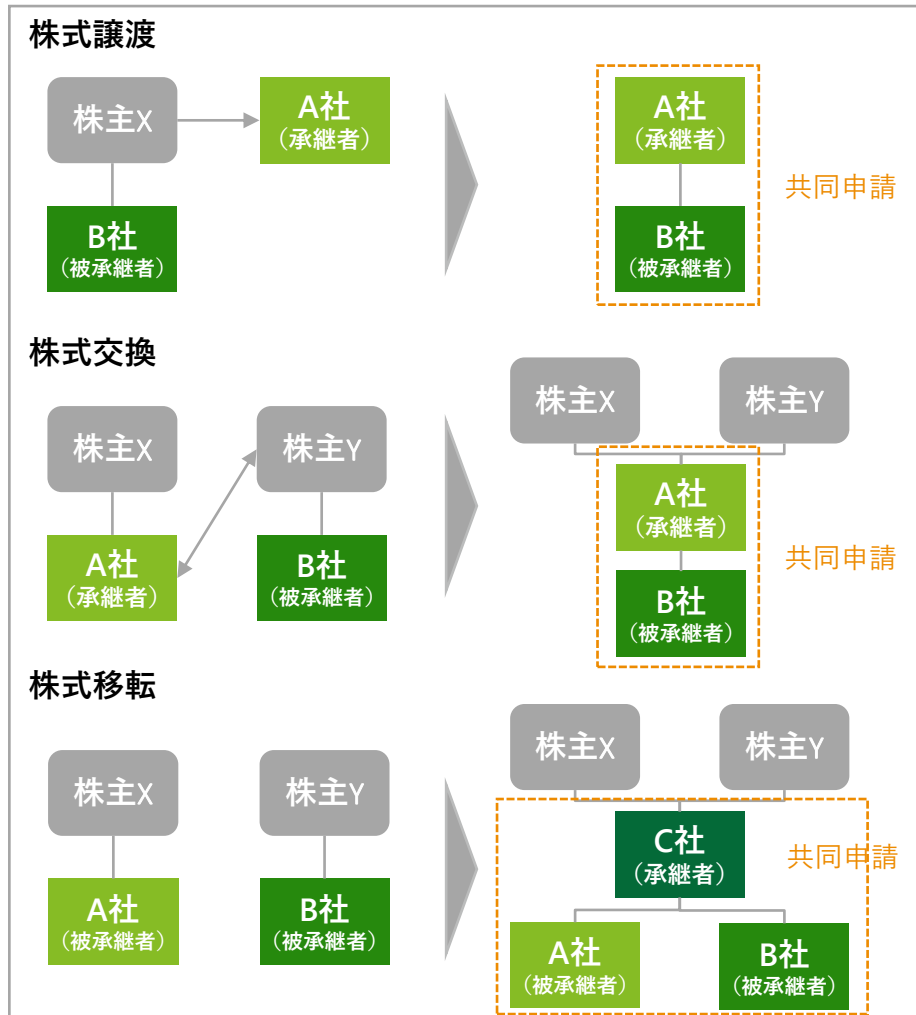 株式譲渡
株主X
A社
（承継者）
B社
（被承継者）
A社
（承継者）
B社
（被承継者）
共同申請
株式交換
株主X
株主Y
A社
（承継者）
B社
（被承継者）
株主X
株主Y
A社
（承継者）
B社
（被承継者）
共同申請
株式移転
株主X
株主Y
A社
（被承継者）
B社
（被承継者）
株主X
株主Y
C社
（承継者）
共同申請
A社
（被承継者）
B社
（被承継者）